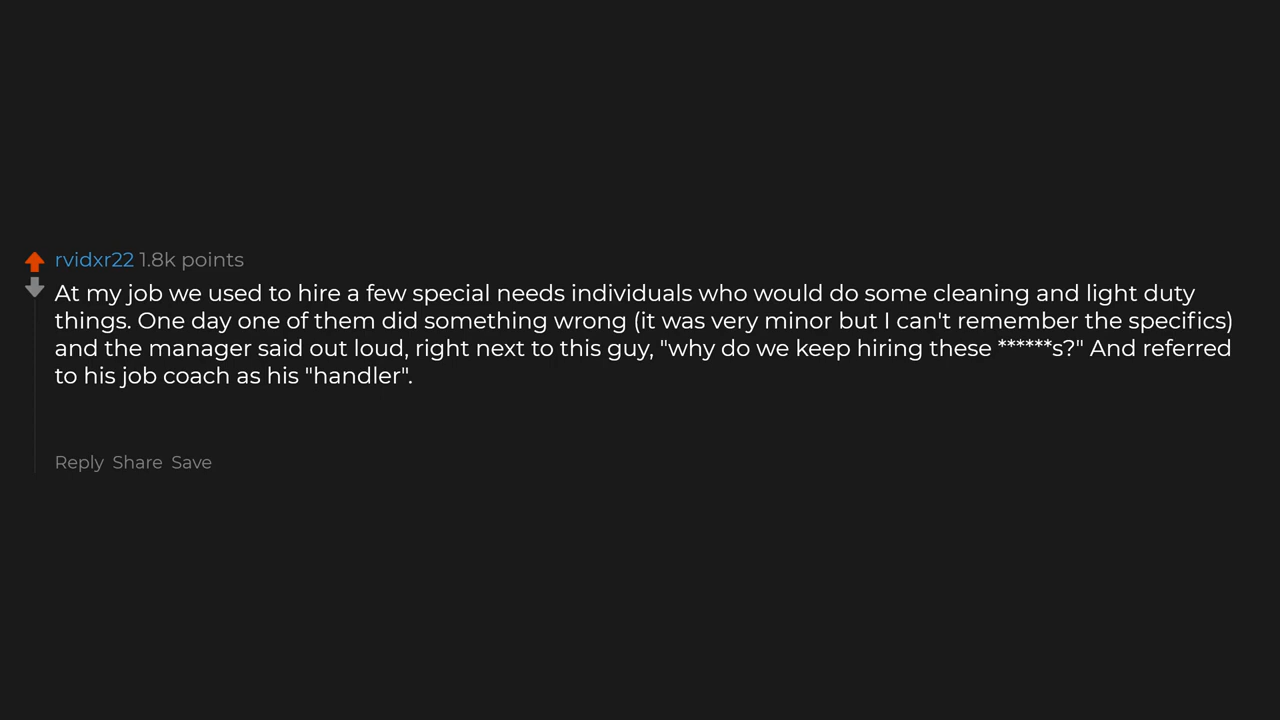 rvidxr22 1.8k points
At my job we used to hire a few special needs individuals who would do some cleaning and light duty
things. One day one of them did something wrong (it was very minor but I can't remember the specifics)
and the manager said out loud, right next to this guy, "why do we keep hiring these ******s?" And referred
to his job coach as his "handler".
Reply Share Save